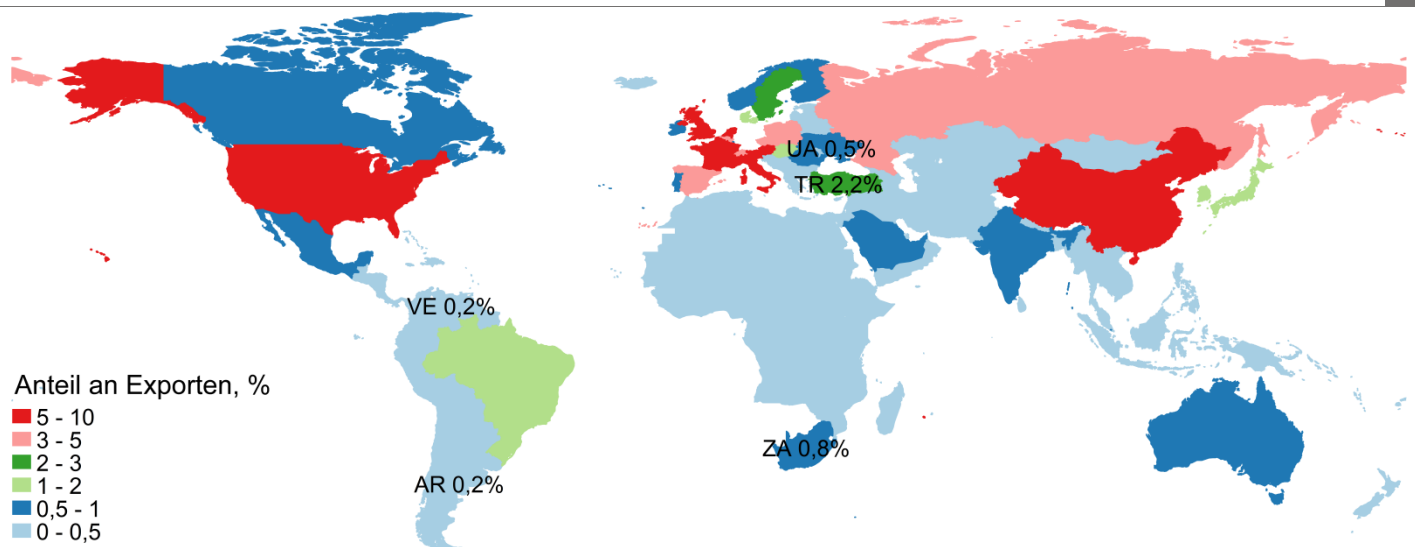 UA 0,5%
TR 2,2%
VE 0,2%
Anteil an Exporten, %
5 - 10
3 - 5
2 - 3
1 - 2
0,5 - 1
0 - 0,5
ZA 0,8%
AR 0,2%